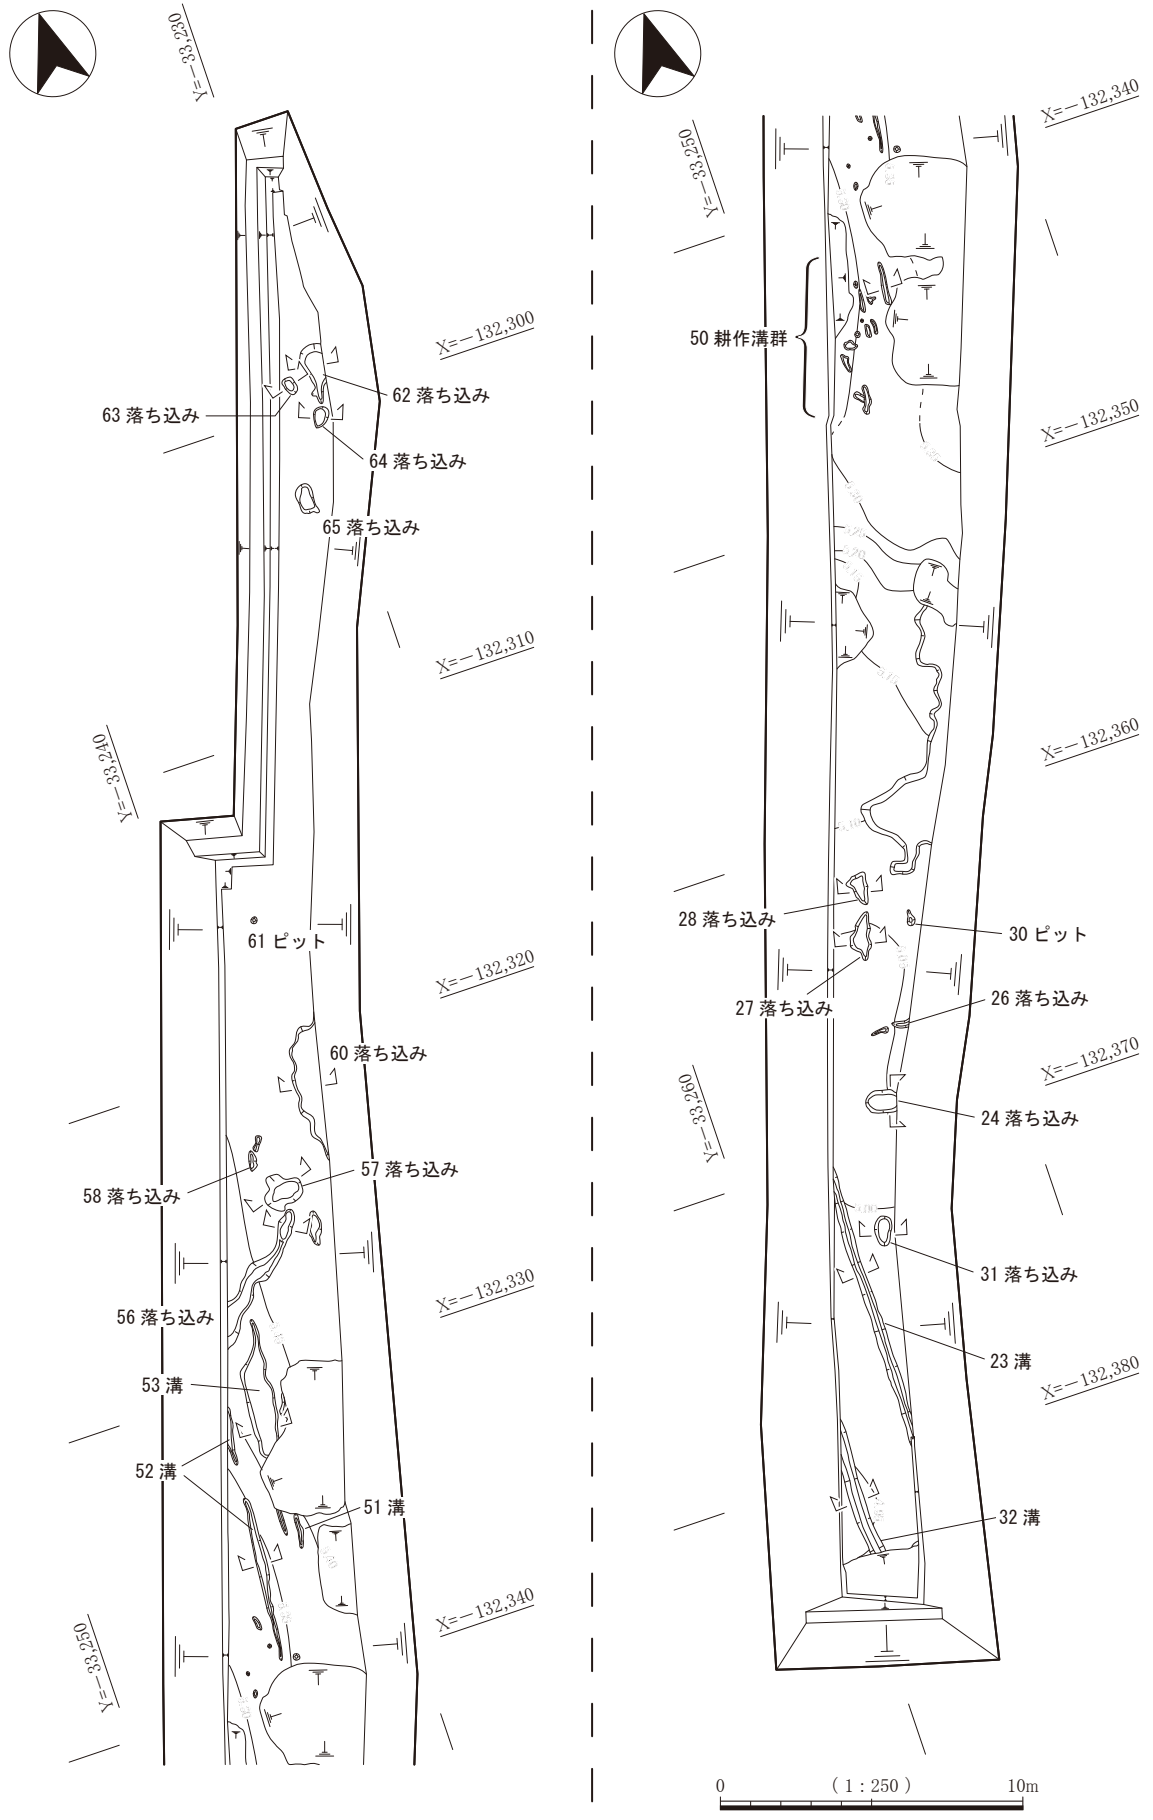 Y=−33,230
X=−132,300
62 落ち込み
63 落ち込み
64 落ち込み
65 落ち込み
X=−132,310
Y=−33,240
61 ピット
X=−132,320
60 落ち込み
57 落ち込み
58 落ち込み
X=−132,330
56 落ち込み
53 溝
52 溝
51 溝
X=−132,340
Y=−33,250
X=−132,340
Y=−33,250
50 耕作溝群
X=−132,350
X=−132,360
28 落ち込み
30 ピット
27 落ち込み
26 落ち込み
X=−132,370
Y=−33,260
24 落ち込み
31 落ち込み
23 溝
X=−132,380
32 溝
0 （ 1：250 ） 10m